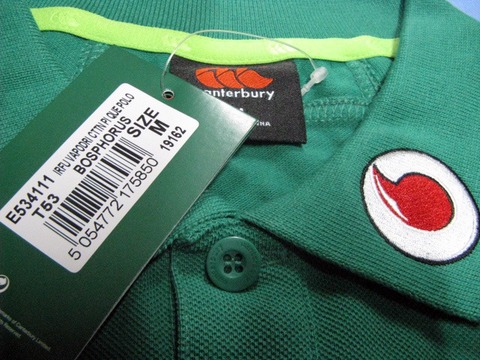 E534111
IRFU VAPODRI CTTN PIQUE POLO
T53
BOSPHORUS
SIZE
M
19162
5 054772 175850
canterbury